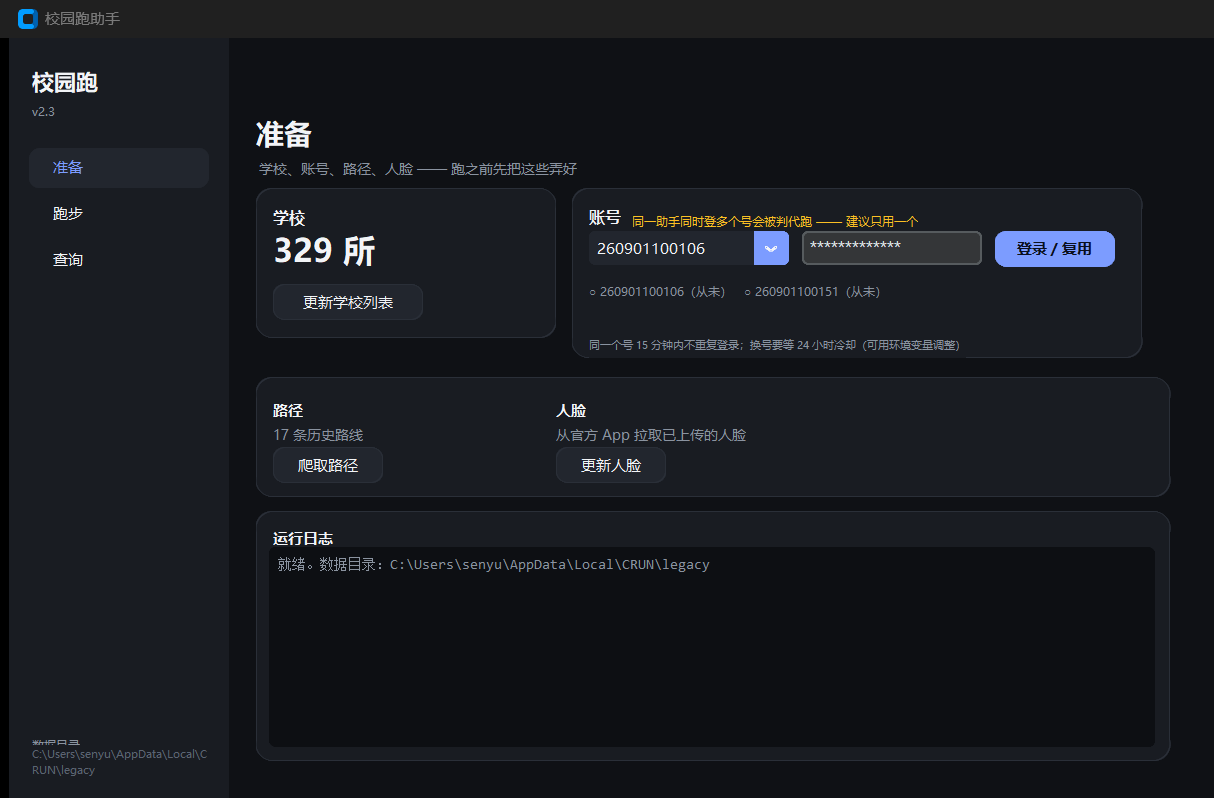 校园跑助手
校园跑
v2.3
准备
跑步
查询
数据目录
C:\Users\senyu\AppData\Local\C
RUN\legacy
准备
学校、账号、路径、人脸 —— 跑之前先把这些弄好
学校
329 所
更新学校列表
账号 同一助手同时登多个号会被判代跑 —— 建议只用一个
260901100106 ************* 登录 / 复用
○ 260901100106（从未） ○ 260901100151（从未）
同一个号 15 分钟内不重复登录；换号要等 24 小时冷却（可用环境变量调整）
路径
17 条历史路线
爬取路径
人脸
从官方 App 拉取已上传的人脸
更新人脸
运行日志
就绪。数据目录：C:\Users\senyu\AppData\Local\CRUN\legacy